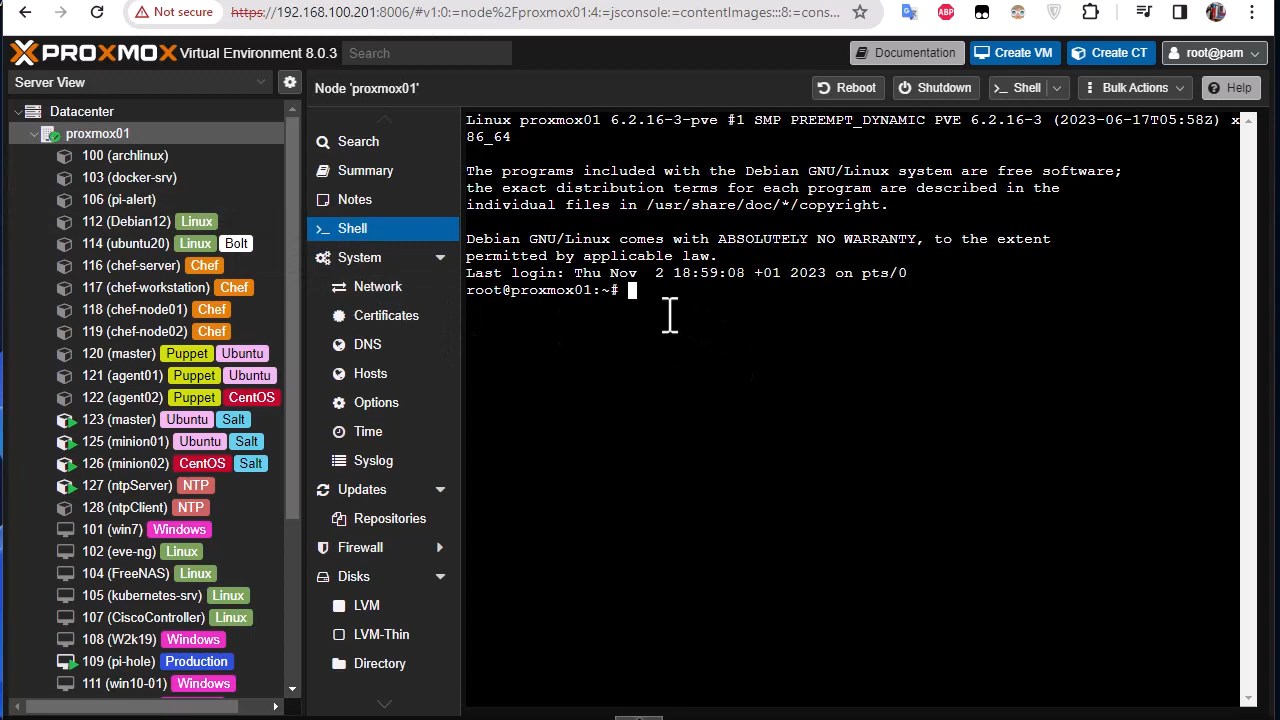 Not secure
https://192.168.100.201:8006/#v1:0:=node%2Fproxmox01:4:=jsconsole:=contentImages:::8:=cons...
ABP
PROXMOX Virtual Environment 8.0.3
Search
Documentation
Create VM
Create CT
root@pam
Server View
Node 'proxmox01'
Reboot
Shutdown
Shell
Bulk Actions
Help
Datacenter
proxmox01
100 (archlinux)
103 (docker-srv)
106 (pi-alert)
112 (Debian12) Linux
114 (ubuntu20) Linux Bolt
116 (chef-server) Chef
117 (chef-workstation) Chef
118 (chef-node01) Chef
119 (chef-node02) Chef
120 (master) Puppet Ubuntu
121 (agent01) Puppet Ubuntu
122 (agent02) Puppet CentOS
123 (master) Ubuntu Salt
125 (minion01) Ubuntu Salt
126 (minion02) CentOS Salt
127 (ntpServer) NTP
128 (ntpClient) NTP
101 (win7) Windows
102 (eve-ng) Linux
104 (FreeNAS) Linux
105 (kubernetes-srv) Linux
107 (CiscoController) Linux
108 (W2k19) Windows
109 (pi-hole) Production
111 (win10-01) Windows
Search
Summary
Notes
Shell
System
Network
Certificates
DNS
Hosts
Options
Time
Syslog
Updates
Repositories
Firewall
Disks
LVM
LVM-Thin
Directory
Linux proxmox01 6.2.16-3-pve #1 SMP PREEMPT_DYNAMIC PVE 6.2.16-3 (2023-06-17T05:58Z) x
86_64
The programs included with the Debian GNU/Linux system are free software;
the exact distribution terms for each program are described in the
individual files in /usr/share/doc/*/copyright.
Debian GNU/Linux comes with ABSOLUTELY NO WARRANTY, to the extent
permitted by applicable law.
Last login: Thu Nov  2 18:59:08 +01 2023 on pts/0
root@proxmox01:~#